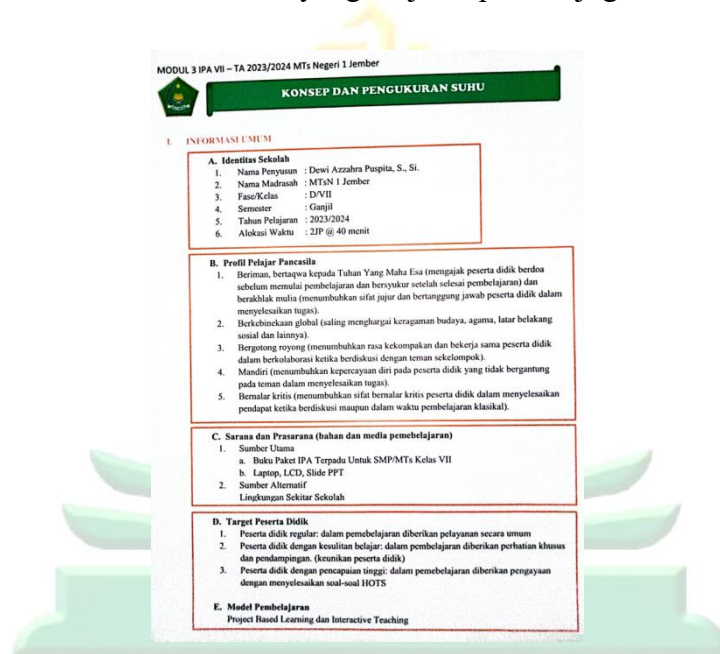 MODUL 3 IPA VII – TA 2023/2024 MTs Negeri 1 Jember
KONSEP DAN PENGUKURAN SUHU
I. INFORMASI UMUM
A. Identitas Sekolah
1. Nama Penyusun : Dewi Azzahra Puspita, S., Si.
2. Nama Madrasah : MTsN 1 Jember
3. Fase/Kelas : D/VII
4. Semester : Ganjil
5. Tahun Pelajaran : 2023/2024
6. Alokasi Waktu : 2JP @ 40 menit
B. Profil Pelajar Pancasila
1. Beriman, bertaqwa kepada Tuhan Yang Maha Esa (mengajak peserta didik berdoa
sebelum memulai pembelajaran dan bersyukur setelah selesai pembelajaran) dan
berakhlak mulia (menumbuhkan sifat jujur dan bertanggung jawab peserta didik dalam
menyelesaikan tugas).
2. Berkebinekaan global (saling menghargai keragaman budaya, agama, latar belakang
sosial dan lainnya).
3. Bergotong royong (menumbuhkan rasa kekompakan dan bekerja sama peserta didik
dalam berkolaborasi ketika berdiskusi dengan teman sekelompok).
4. Mandiri (menumbuhkan kepercayaan diri pada peserta didik yang tidak bergantung
pada teman dalam menyelesaikan tugas).
5. Bernalar kritis (menumbuhkan sifat bernalar kritis peserta didik dalam menyelesaikan
pendapat ketika berdiskusi maupun dalam waktu pembelajaran klasikal).
C. Sarana dan Prasarana (bahan dan media pemebelajaran)
1. Sumber Utama
a. Buku Paket IPA Terpadu Untuk SMP/MTs Kelas VII
b. Laptop, LCD, Slide PPT
2. Sumber Alternatif
Lingkungan Sekitar Sekolah
D. Target Peserta Didik
1. Peserta didik regular: dalam pemebelajaran diberikan pelayanan secara umum
2. Peserta didik dengan kesulitan belajar: dalam pembelajaran diberikan perhatian khusus
dan pendampingan. (keunikan peserta didik)
3. Peserta didik dengan pencapaian tinggi: dalam pemebelajaran diberikan pengayaan
dengan menyelesaikan soal-soal HOTS
E. Model Pembelajaran
Project Based Learning dan Interactive Teaching